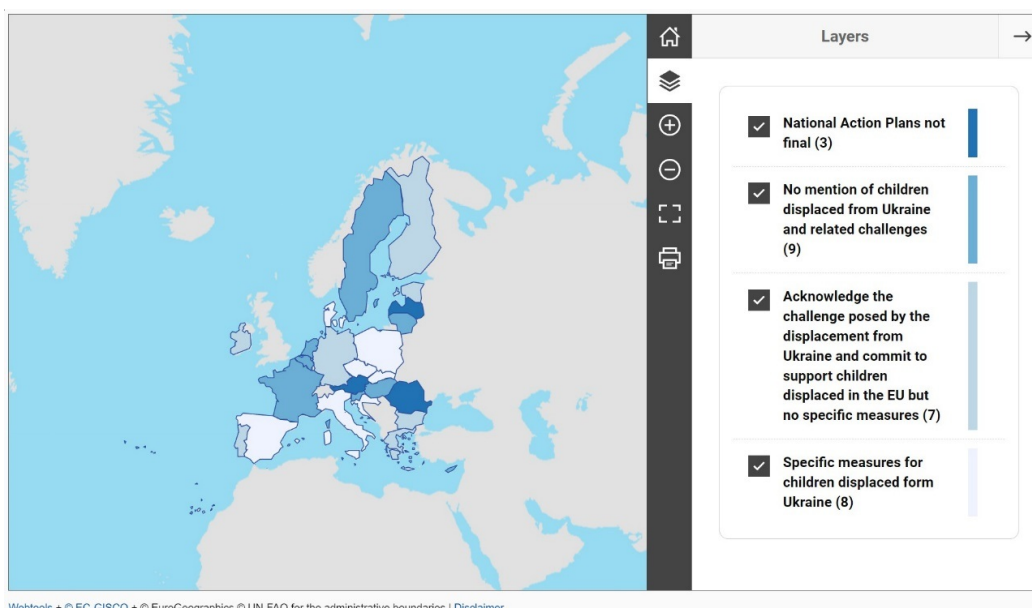 Layers
National Action Plans not
final (3)
No mention of children
displaced from Ukraine
and related challenges
(9)
Acknowledge the
challenge posed by the
displacement from
Ukraine and commit to
support children
displaced in the EU but
no specific measures (7)
Specific measures for
children displaced form
Ukraine (8)
Webtools + © EC-GISCO + © EuroGeographics © UN-FAO for the administrative boundaries | Disclaimer